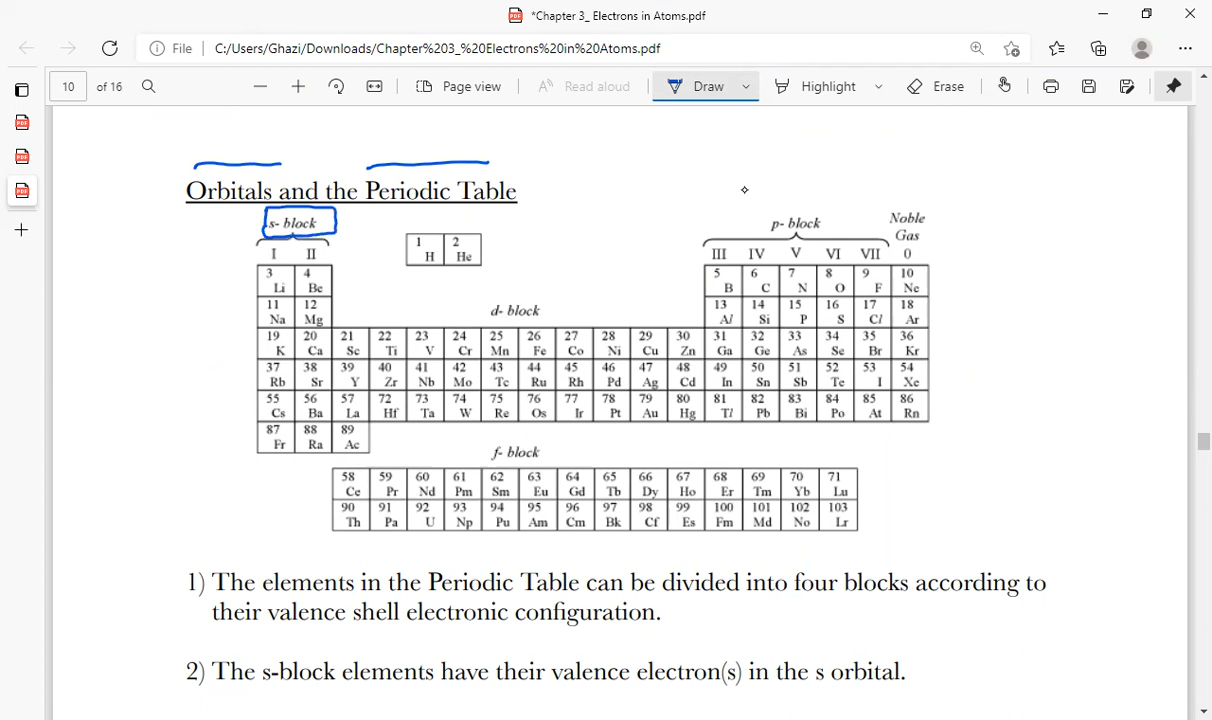 *Chapter 3_ Electrons in Atoms.pdf
File | C:/Users/Ghazi/Downloads/Chapter%203_%20Electrons%20in%20Atoms.pdf
10 of 16 Page view Read aloud Draw Highlight Erase
Orbitals and the Periodic Table
s- block p- block Noble
Gas
I II III IV V VI VII 0
1 2
H He
3 4 5 6 7 8 9 10
Li Be B C N O F Ne
11 12 d- block 13 14 15 16 17 18
Na Mg Al Si P S Cl Ar
19 20 21 22 23 24 25 26 27 28 29 30 31 32 33 34 35 36
K Ca Sc Ti V Cr Mn Fe Co Ni Cu Zn Ga Ge As Se Br Kr
37 38 39 40 41 42 43 44 45 46 47 48 49 50 51 52 53 54
Rb Sr Y Zr Nb Mo Tc Ru Rh Pd Ag Cd In Sn Sb Te I Xe
55 56 57 72 73 74 75 76 77 78 79 80 81 82 83 84 85 86
Cs Ba La Hf Ta W Re Os Ir Pt Au Hg Tl Pb Bi Po At Rn
87 88 89
Fr Ra Ac
f- block
58 59 60 61 62 63 64 65 66 67 68 69 70 71
Ce Pr Nd Pm Sm Eu Gd Tb Dy Ho Er Tm Yb Lu
90 91 92 93 94 95 96 97 98 99 100 101 102 103
Th Pa U Np Pu Am Cm Bk Cf Es Fm Md No Lr
1) The elements in the Periodic Table can be divided into four blocks according to
their valence shell electronic configuration.
2) The s-block elements have their valence electron(s) in the s orbital.